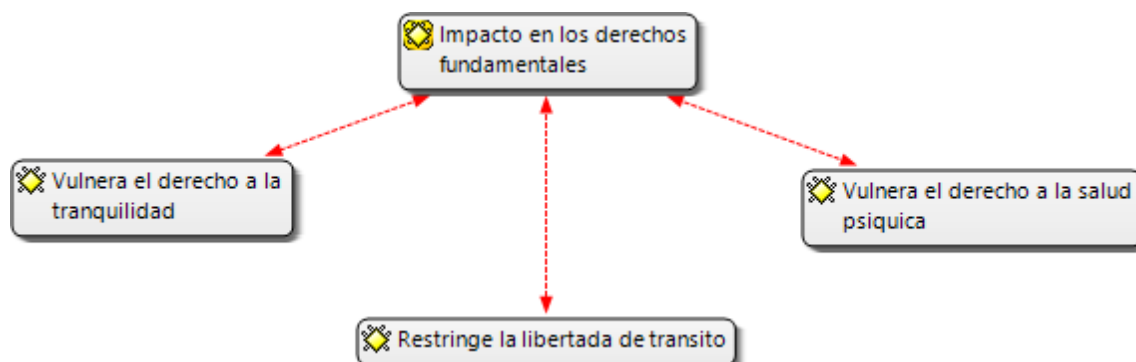 Impacto en los derechos
fundamentales
Vulnera el derecho a la
tranquilidad
Vulnera el derecho a la salud
psiquica
Restringe la libertada de transito